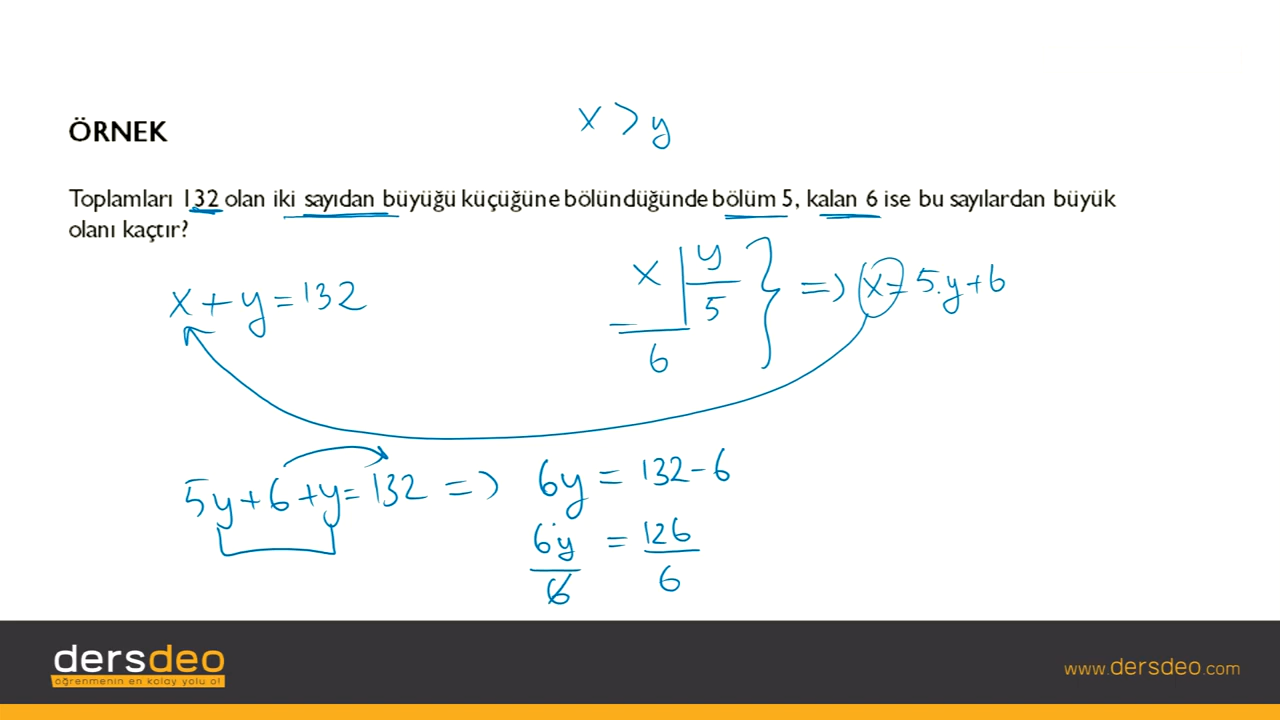 x > y
ÖRNEK
Toplamları 132 olan iki sayıdan büyüğü küçüğüne bölündüğünde bölüm 5, kalan 6 ise bu sayılardan büyük
olanı kaçtır?
x + y = 132
x | y
5
6
=> x = 5.y + 6
5y + 6 + y = 132 => 6y = 132 - 6
6y = 126
6 6
dersdeo
öğrenmenin en kolay yolu o!
www.dersdeo.com